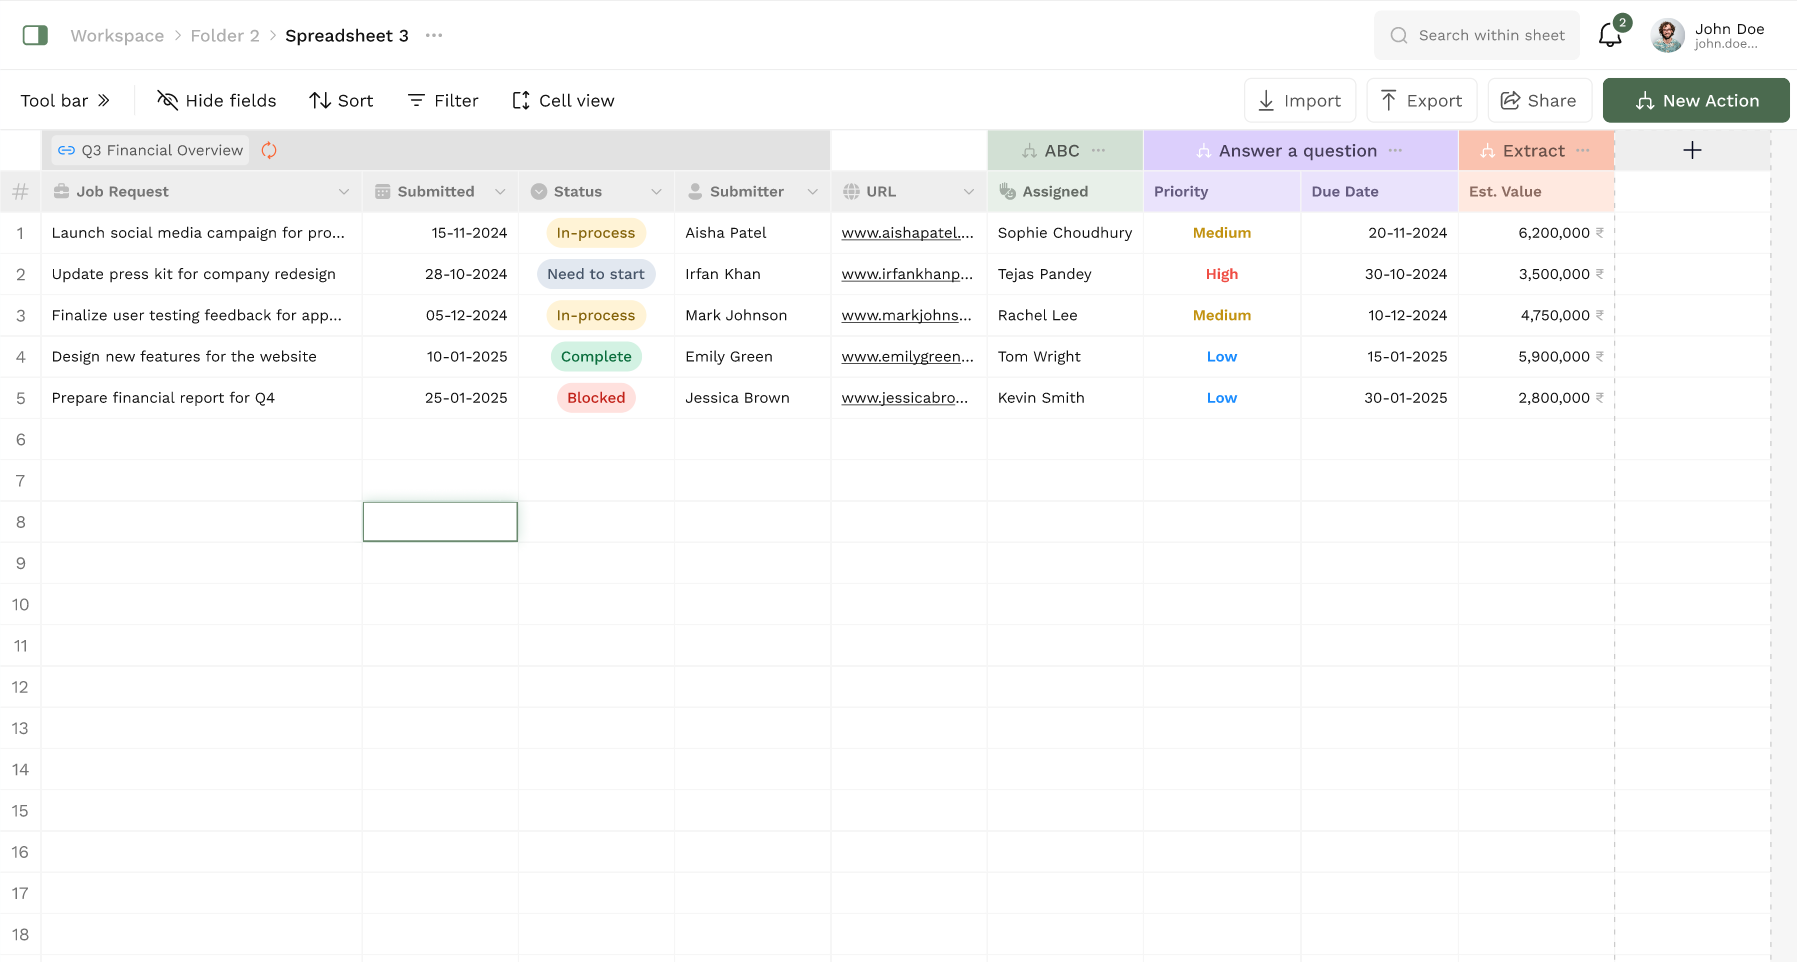 Workspace > Folder 2 > Spreadsheet 3 ···
Search within sheet
2
John Doe
john.doe...
Tool bar
Hide fields
Sort
Filter
Cell view
Import
Export
Share
New Action
Q3 Financial Overview
ABC ···
Answer a question ···
Extract ···
+
# Job Request Submitted Status Submitter URL Assigned Priority Due Date Est. Value
1 Launch social media campaign for pro... 15-11-2024 In-process Aisha Patel www.aishapatel.... Sophie Choudhury Medium 20-11-2024 6,200,000 ₹
2 Update press kit for company redesign 28-10-2024 Need to start Irfan Khan www.irfankhanp... Tejas Pandey High 30-10-2024 3,500,000 ₹
3 Finalize user testing feedback for app... 05-12-2024 In-process Mark Johnson www.markjohns... Rachel Lee Medium 10-12-2024 4,750,000 ₹
4 Design new features for the website 10-01-2025 Complete Emily Green www.emilygreen... Tom Wright Low 15-01-2025 5,900,000 ₹
5 Prepare financial report for Q4 25-01-2025 Blocked Jessica Brown www.jessicabro... Kevin Smith Low 30-01-2025 2,800,000 ₹
6
7
8
9
10
11
12
13
14
15
16
17
18